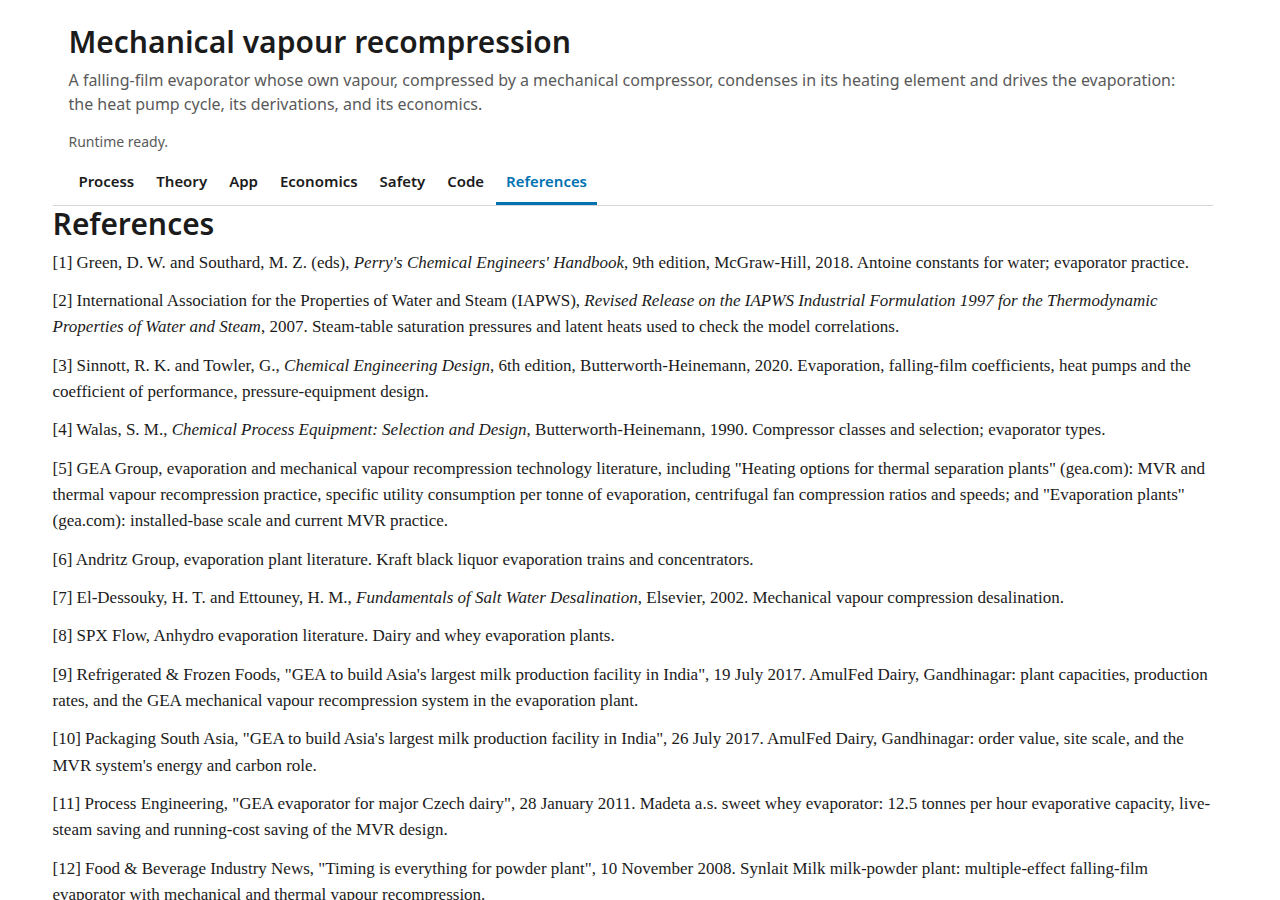 Mechanical vapour recompression
A falling-film evaporator whose own vapour, compressed by a mechanical compressor, condenses in its heating element and drives the evaporation:
the heat pump cycle, its derivations, and its economics.
Runtime ready.
Process Theory App Economics Safety Code References
References
[1] Green, D. W. and Southard, M. Z. (eds), Perry's Chemical Engineers' Handbook, 9th edition, McGraw-Hill, 2018. Antoine constants for water; evaporator practice.
[2] International Association for the Properties of Water and Steam (IAPWS), Revised Release on the IAPWS Industrial Formulation 1997 for the Thermodynamic
Properties of Water and Steam, 2007. Steam-table saturation pressures and latent heats used to check the model correlations.
[3] Sinnott, R. K. and Towler, G., Chemical Engineering Design, 6th edition, Butterworth-Heinemann, 2020. Evaporation, falling-film coefficients, heat pumps and the
coefficient of performance, pressure-equipment design.
[4] Walas, S. M., Chemical Process Equipment: Selection and Design, Butterworth-Heinemann, 1990. Compressor classes and selection; evaporator types.
[5] GEA Group, evaporation and mechanical vapour recompression technology literature, including "Heating options for thermal separation plants" (gea.com): MVR and
thermal vapour recompression practice, specific utility consumption per tonne of evaporation, centrifugal fan compression ratios and speeds; and "Evaporation plants"
(gea.com): installed-base scale and current MVR practice.
[6] Andritz Group, evaporation plant literature. Kraft black liquor evaporation trains and concentrators.
[7] El-Dessouky, H. T. and Ettouney, H. M., Fundamentals of Salt Water Desalination, Elsevier, 2002. Mechanical vapour compression desalination.
[8] SPX Flow, Anhydro evaporation literature. Dairy and whey evaporation plants.
[9] Refrigerated & Frozen Foods, "GEA to build Asia's largest milk production facility in India", 19 July 2017. AmulFed Dairy, Gandhinagar: plant capacities, production
rates, and the GEA mechanical vapour recompression system in the evaporation plant.
[10] Packaging South Asia, "GEA to build Asia's largest milk production facility in India", 26 July 2017. AmulFed Dairy, Gandhinagar: order value, site scale, and the
MVR system's energy and carbon role.
[11] Process Engineering, "GEA evaporator for major Czech dairy", 28 January 2011. Madeta a.s. sweet whey evaporator: 12.5 tonnes per hour evaporative capacity, live-
steam saving and running-cost saving of the MVR design.
[12] Food & Beverage Industry News, "Timing is everything for powder plant", 10 November 2008. Synlait Milk milk-powder plant: multiple-effect falling-film
evaporator with mechanical and thermal vapour recompression.